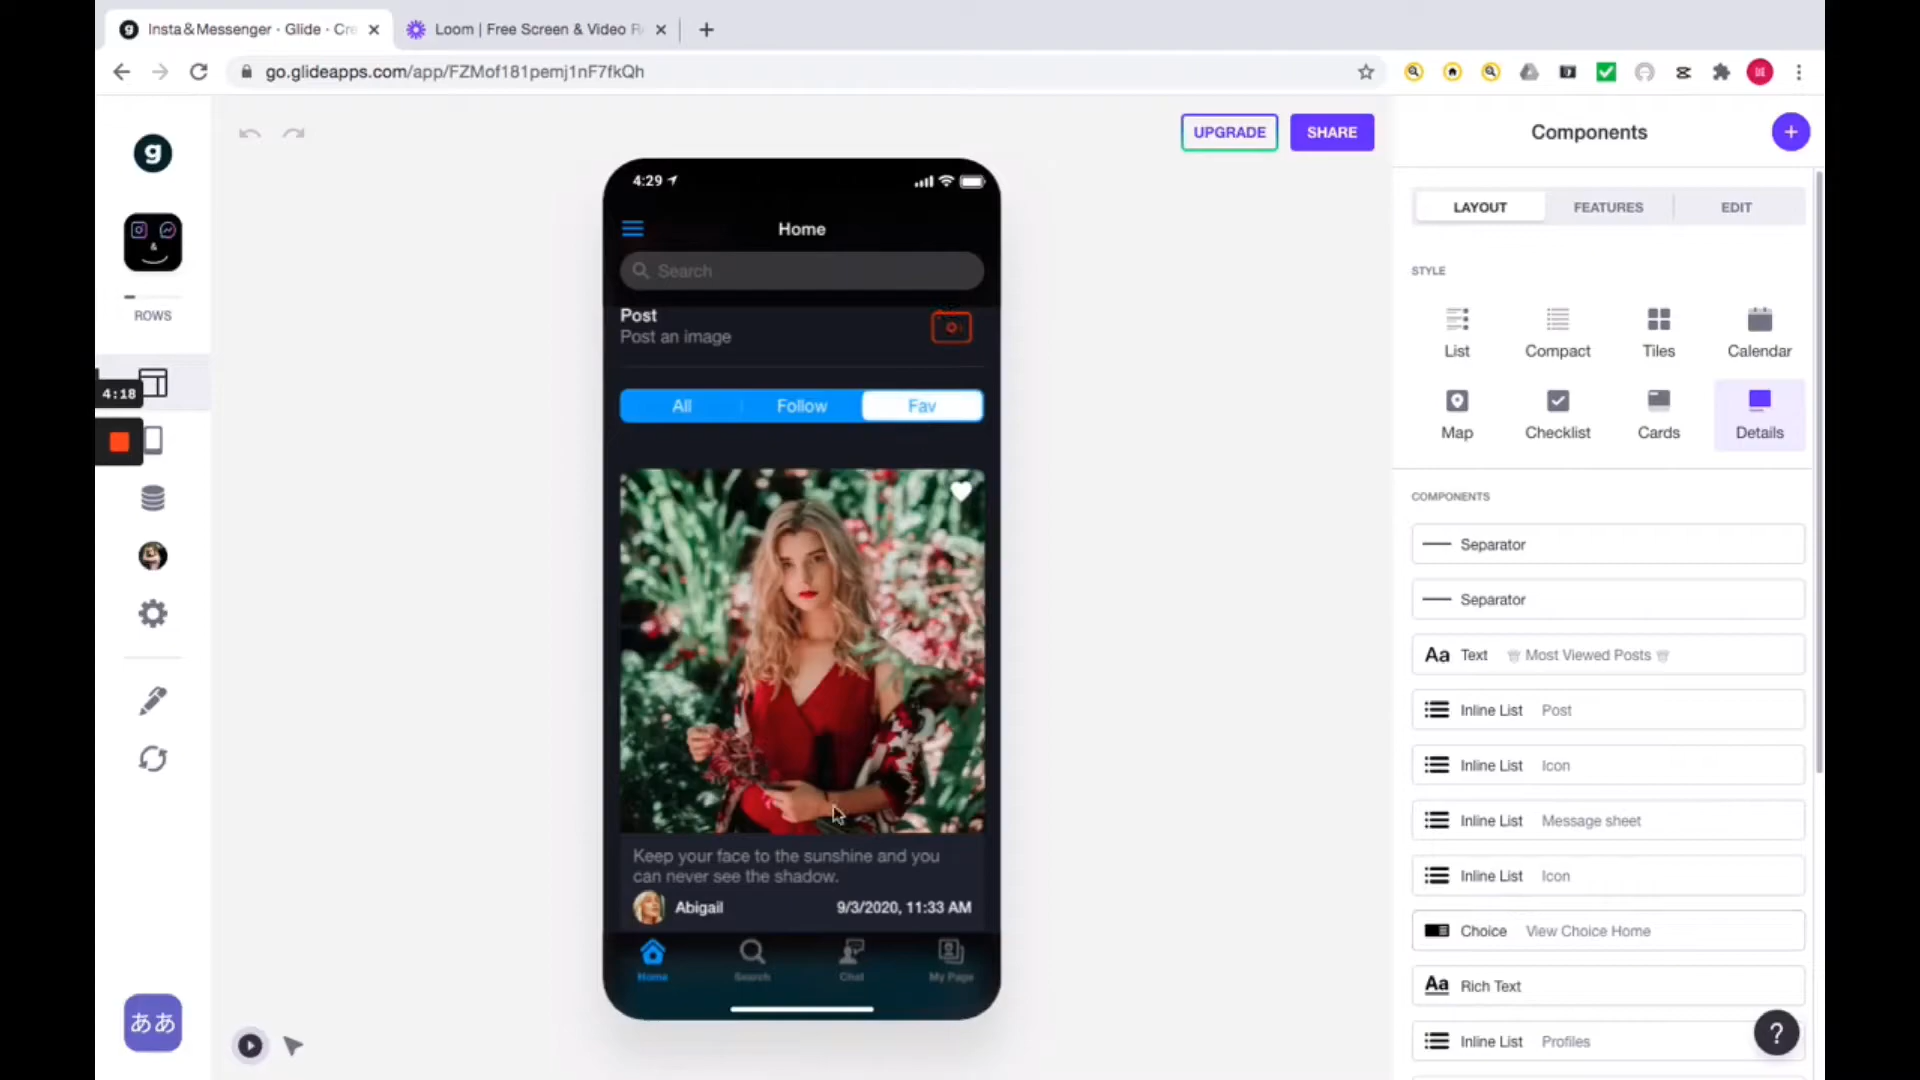 Insta&Messenger · Glide · Cre
Loom | Free Screen & Video R
go.glideapps.com/app/FZMof181pemj1nF7fkQh
g
&
ROWS
4:18
ああ
UPGRADE
SHARE
4:29
Home
Search
Post
Post an image
All
Follow
Fav
Keep your face to the sunshine and you
can never see the shadow.
Abigail
9/3/2020, 11:33 AM
Home
Search
Chat
My Page
Components
LAYOUT
FEATURES
EDIT
STYLE
List
Compact
Tiles
Calendar
Map
Checklist
Cards
Details
COMPONENTS
Separator
Separator
Aa Text Most Viewed Posts
Inline List Post
Inline List Icon
Inline List Message sheet
Inline List Icon
Choice View Choice Home
Aa Rich Text
Inline List Profiles
?